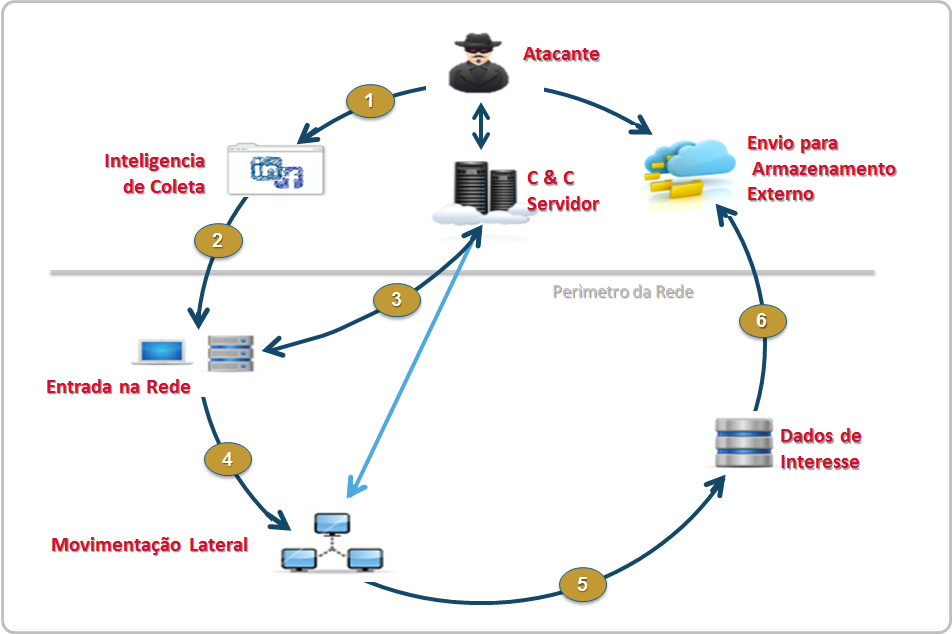 Atacante
1
Inteligencia
de Coleta
in
Envio para
Armazenamento
Externo
C & C
Servidor
2
Perimetro da Rede
3
6
Entrada na Rede
4
Dados de
Interesse
Movimentação Lateral
5